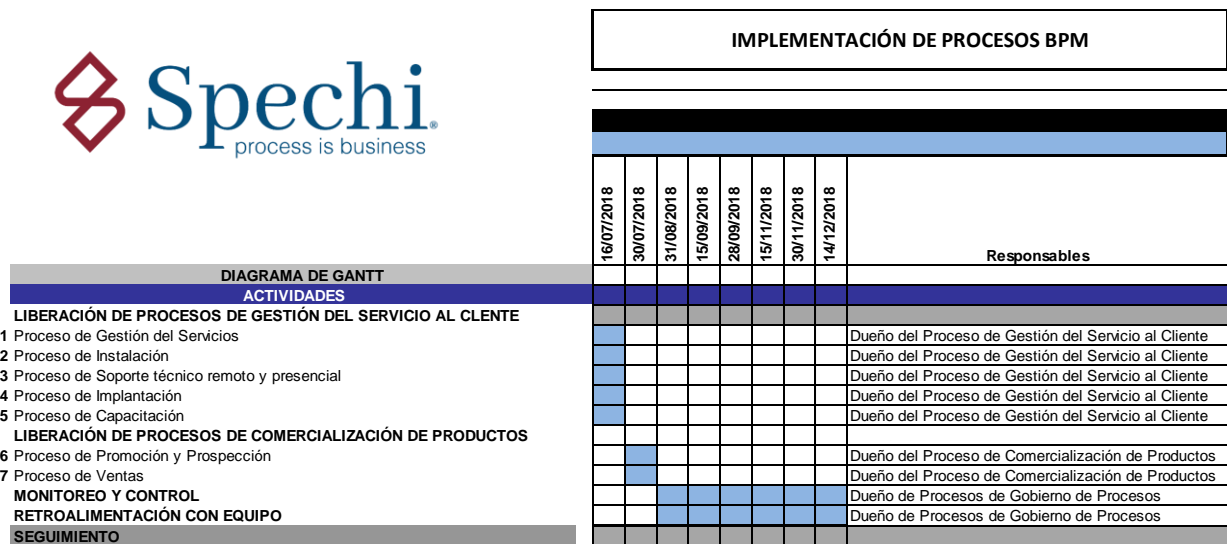 IMPLEMENTACIÓN DE PROCESOS BPM
Spechi®
process is business
16/07/2018 30/07/2018 31/08/2018 15/09/2018 28/09/2018 15/11/2018 30/11/2018 14/12/2018 Responsables
DIAGRAMA DE GANTT
ACTIVIDADES
LIBERACIÓN DE PROCESOS DE GESTIÓN DEL SERVICIO AL CLENTE
1 Proceso de Gestión del Servicios Dueño del Proceso de Gestión del Servicio al Cliente
2 Proceso de Instalación Dueño del Proceso de Gestión del Servicio al Cliente
3 Proceso de Soporte técnico remoto y presencial Dueño del Proceso de Gestión del Servicio al Cliente
4 Proceso de Implantación Dueño del Proceso de Gestión del Servicio al Cliente
5 Proceso de Capacitación Dueño del Proceso de Gestión del Servicio al Cliente
LIBERACIÓN DE PROCESOS DE COMERCIALIZACIÓN DE PRODUCTOS
6 Proceso de Promoción y Prospección Dueño del Proceso de Comercialización de Productos
7 Proceso de Ventas Dueño del Proceso de Comercialización de Productos
MONITOREO Y CONTROL Dueño de Procesos de Gobierno de Procesos
RETROALIMENTACIÓN CON EQUIPO Dueño de Procesos de Gobierno de Procesos
SEGUIMIENTO